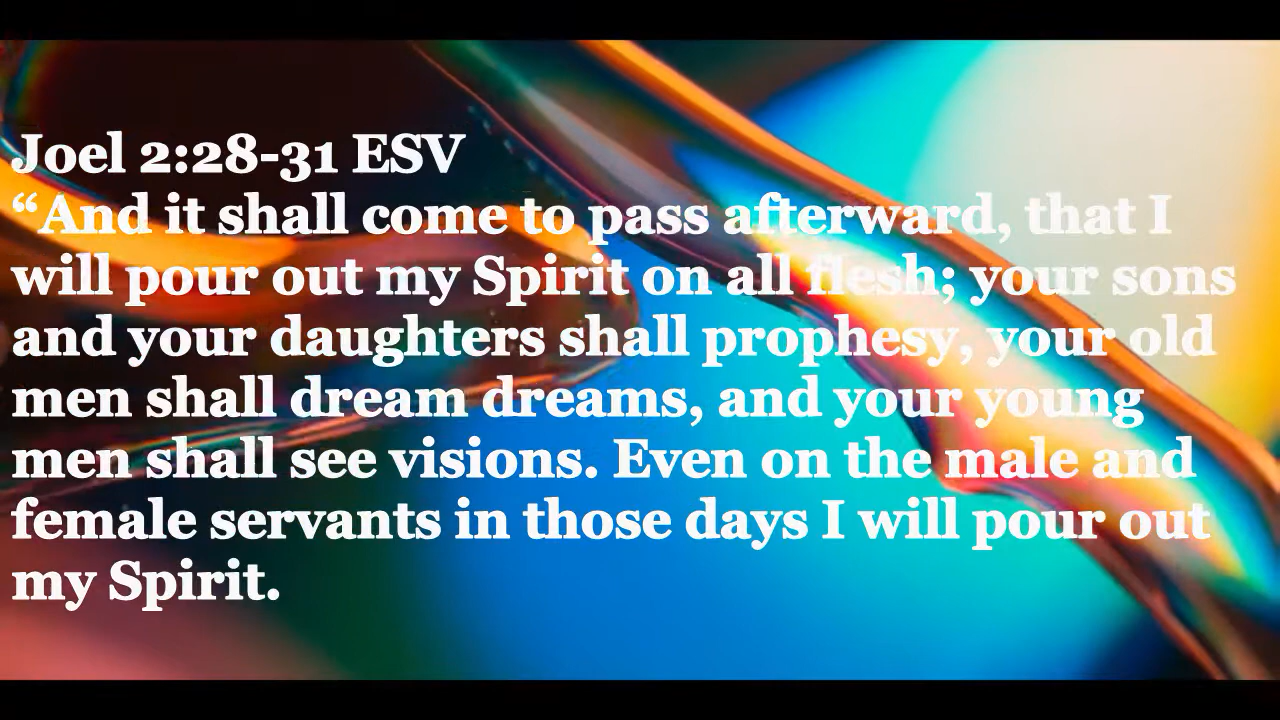 Joel 2:28-31 ESV
“And it shall come to pass afterward, that I
will pour out my Spirit on all flesh; your sons
and your daughters shall prophesy, your old
men shall dream dreams, and your young
men shall see visions. Even on the male and
female servants in those days I will pour out
my Spirit.